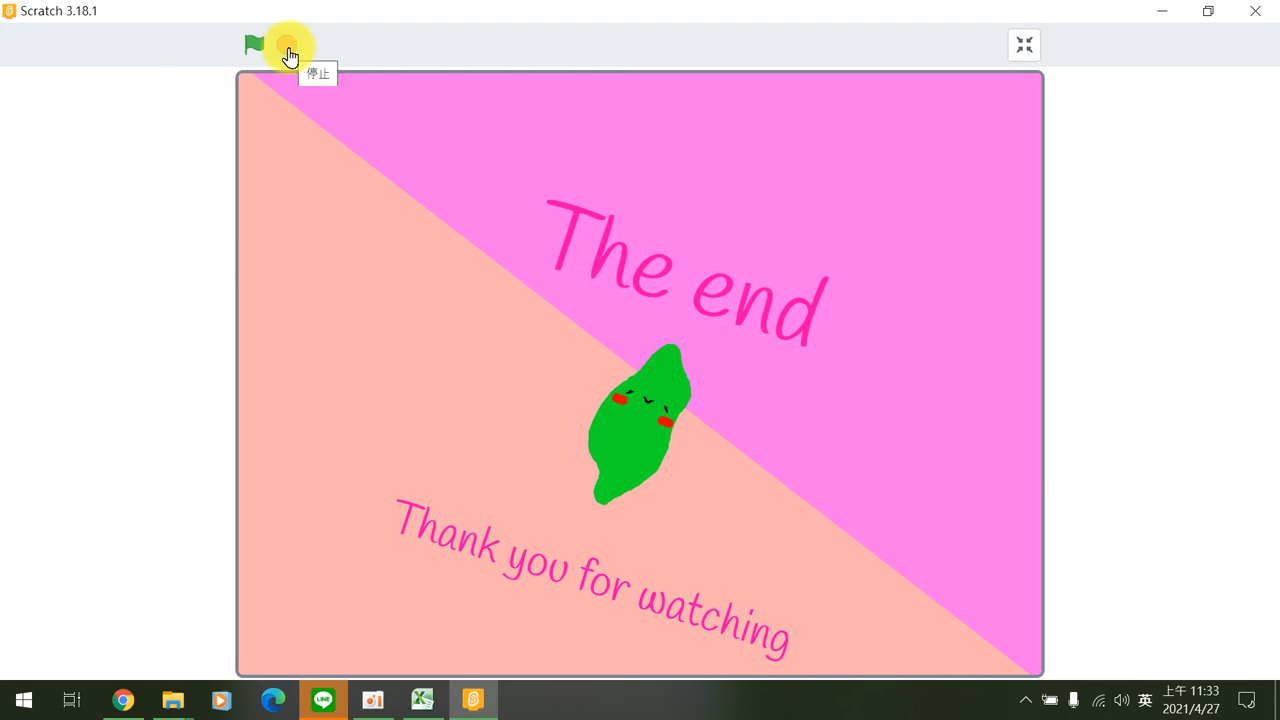 Scratch 3.18.1
停止
The end
Thank you for watching
LINE
英
上午 11:33
2021/4/27